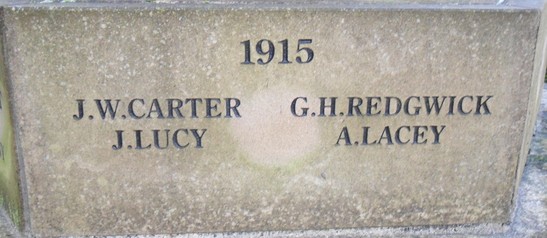 1915
J.W.CARTER G.H.REDGWICK
J.LUCY A.LACEY